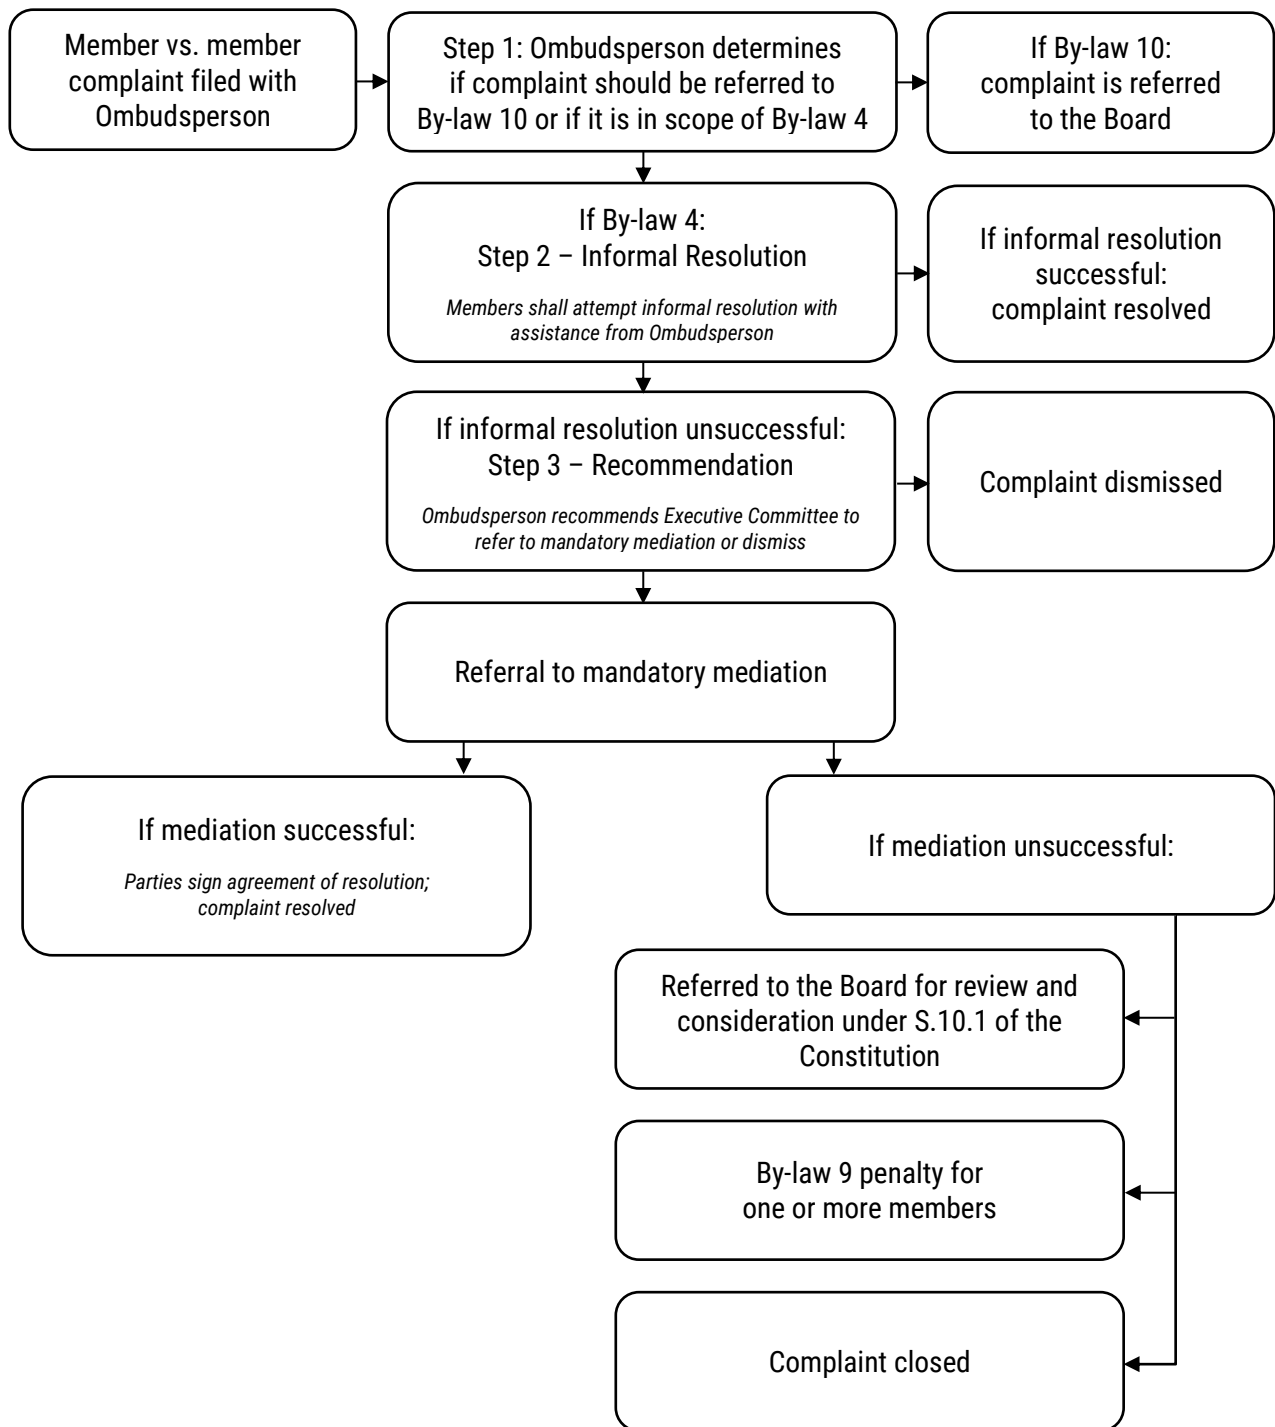 Member vs. member
complaint filed with
Ombudsperson
Step 1: Ombudsperson determines
if complaint should be referred to
By-law 10 or if it is in scope of By-law 4
If By-law 10:
complaint is referred
to the Board
If By-law 4:
Step 2 – Informal Resolution
Members shall attempt informal resolution with
assistance from Ombudsperson
If informal resolution
successful:
complaint resolved
If informal resolution unsuccessful:
Step 3 – Recommendation
Ombudsperson recommends Executive Committee to
refer to mandatory mediation or dismiss
Complaint dismissed
Referral to mandatory mediation
If mediation successful:
Parties sign agreement of resolution;
complaint resolved
If mediation unsuccessful:
Referred to the Board for review and
consideration under S.10.1 of the
Constitution
By-law 9 penalty for
one or more members
Complaint closed